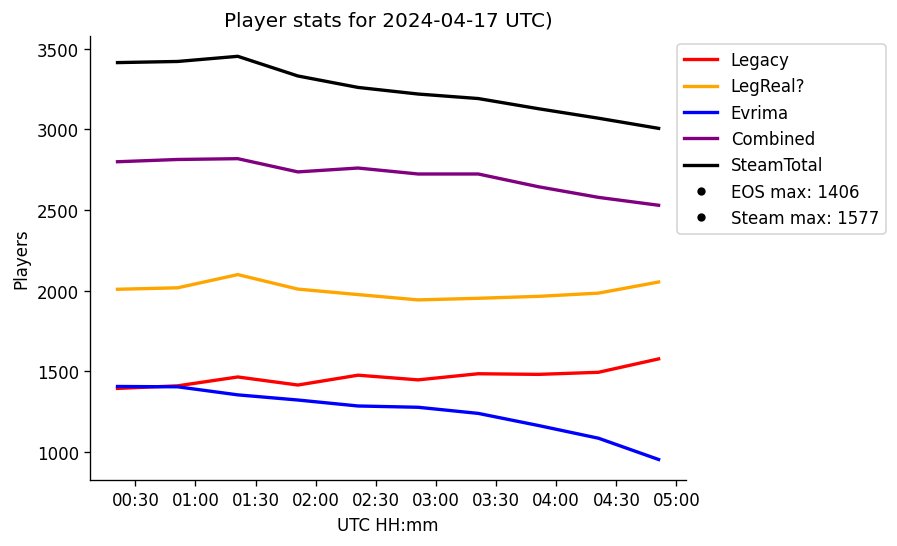 Player stats for 2024-04-17 UTC)
3500
3000
2500
2000
1500
1000
Players
00:30 01:00 01:30 02:00 02:30 03:00 03:30 04:00 04:30 05:00
UTC HH:mm
Legacy
LegReal?
Evrima
Combined
SteamTotal
EOS max: 1406
Steam max: 1577